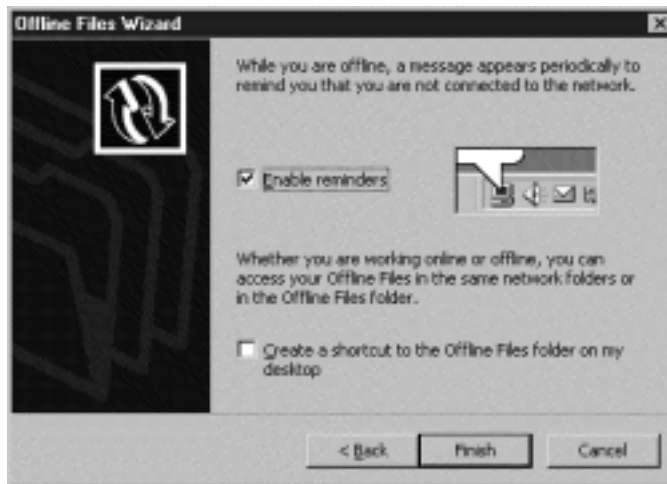 Offline Files Wizard
While you are offline, a message appears periodically to
remind you that you are not connected to the network.
Enable reminders
Whether you are working online or offline, you can
access your Offline Files in the same network folders or
in the Offline Files folder.
Create a shortcut to the Offline Files folder on my
desktop
< Back
Finish
Cancel